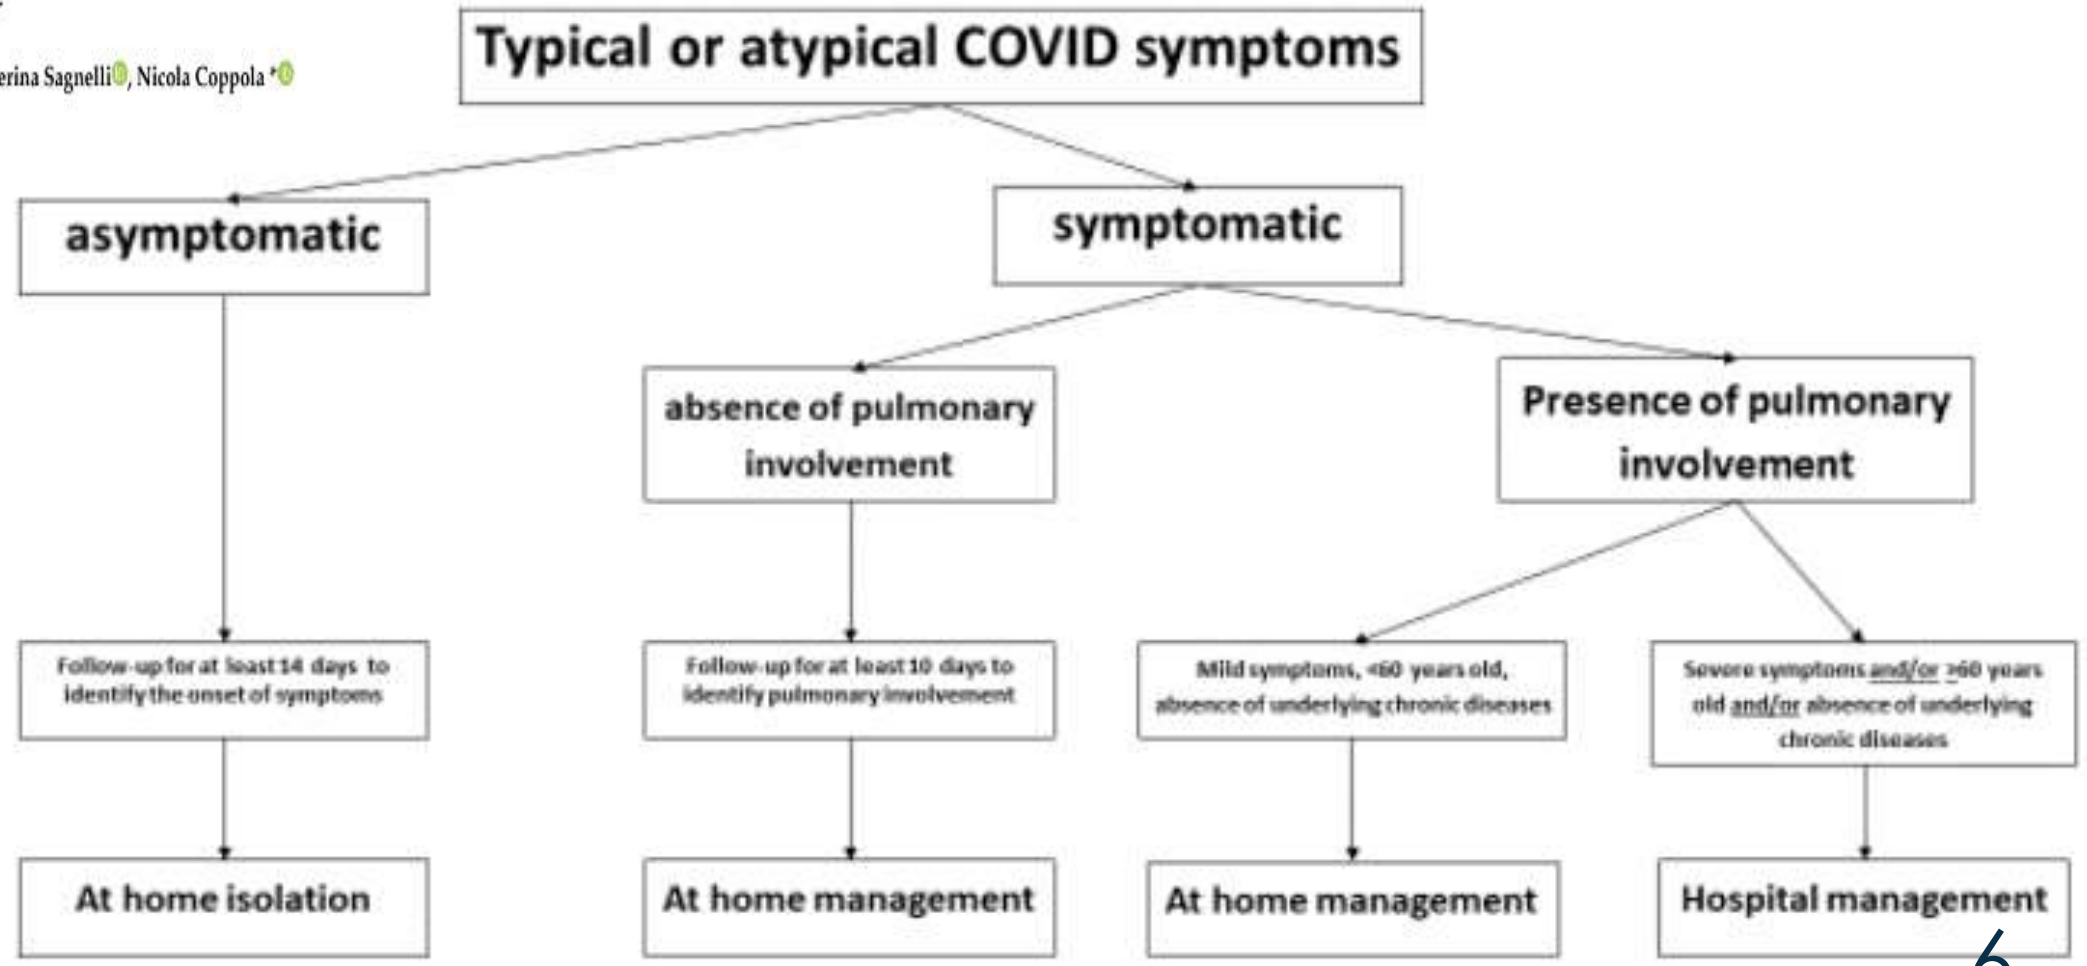 erina Sagnelli, Nicola Coppola *
Typical or atypical COVID symptoms
asymptomatic
symptomatic
absence of pulmonary
involvement
Presence of pulmonary
involvement
Follow-up for at least 14 days to
identify the onset of symptoms
Follow-up for at least 10 days to
identify pulmonary involvement
Mild symptoms, <60 years old,
absence of underlying chronic diseases
Severe symptoms and/or >60 years
old and/or absence of underlying
chronic diseases
At home isolation
At home management
At home management
Hospital management
6